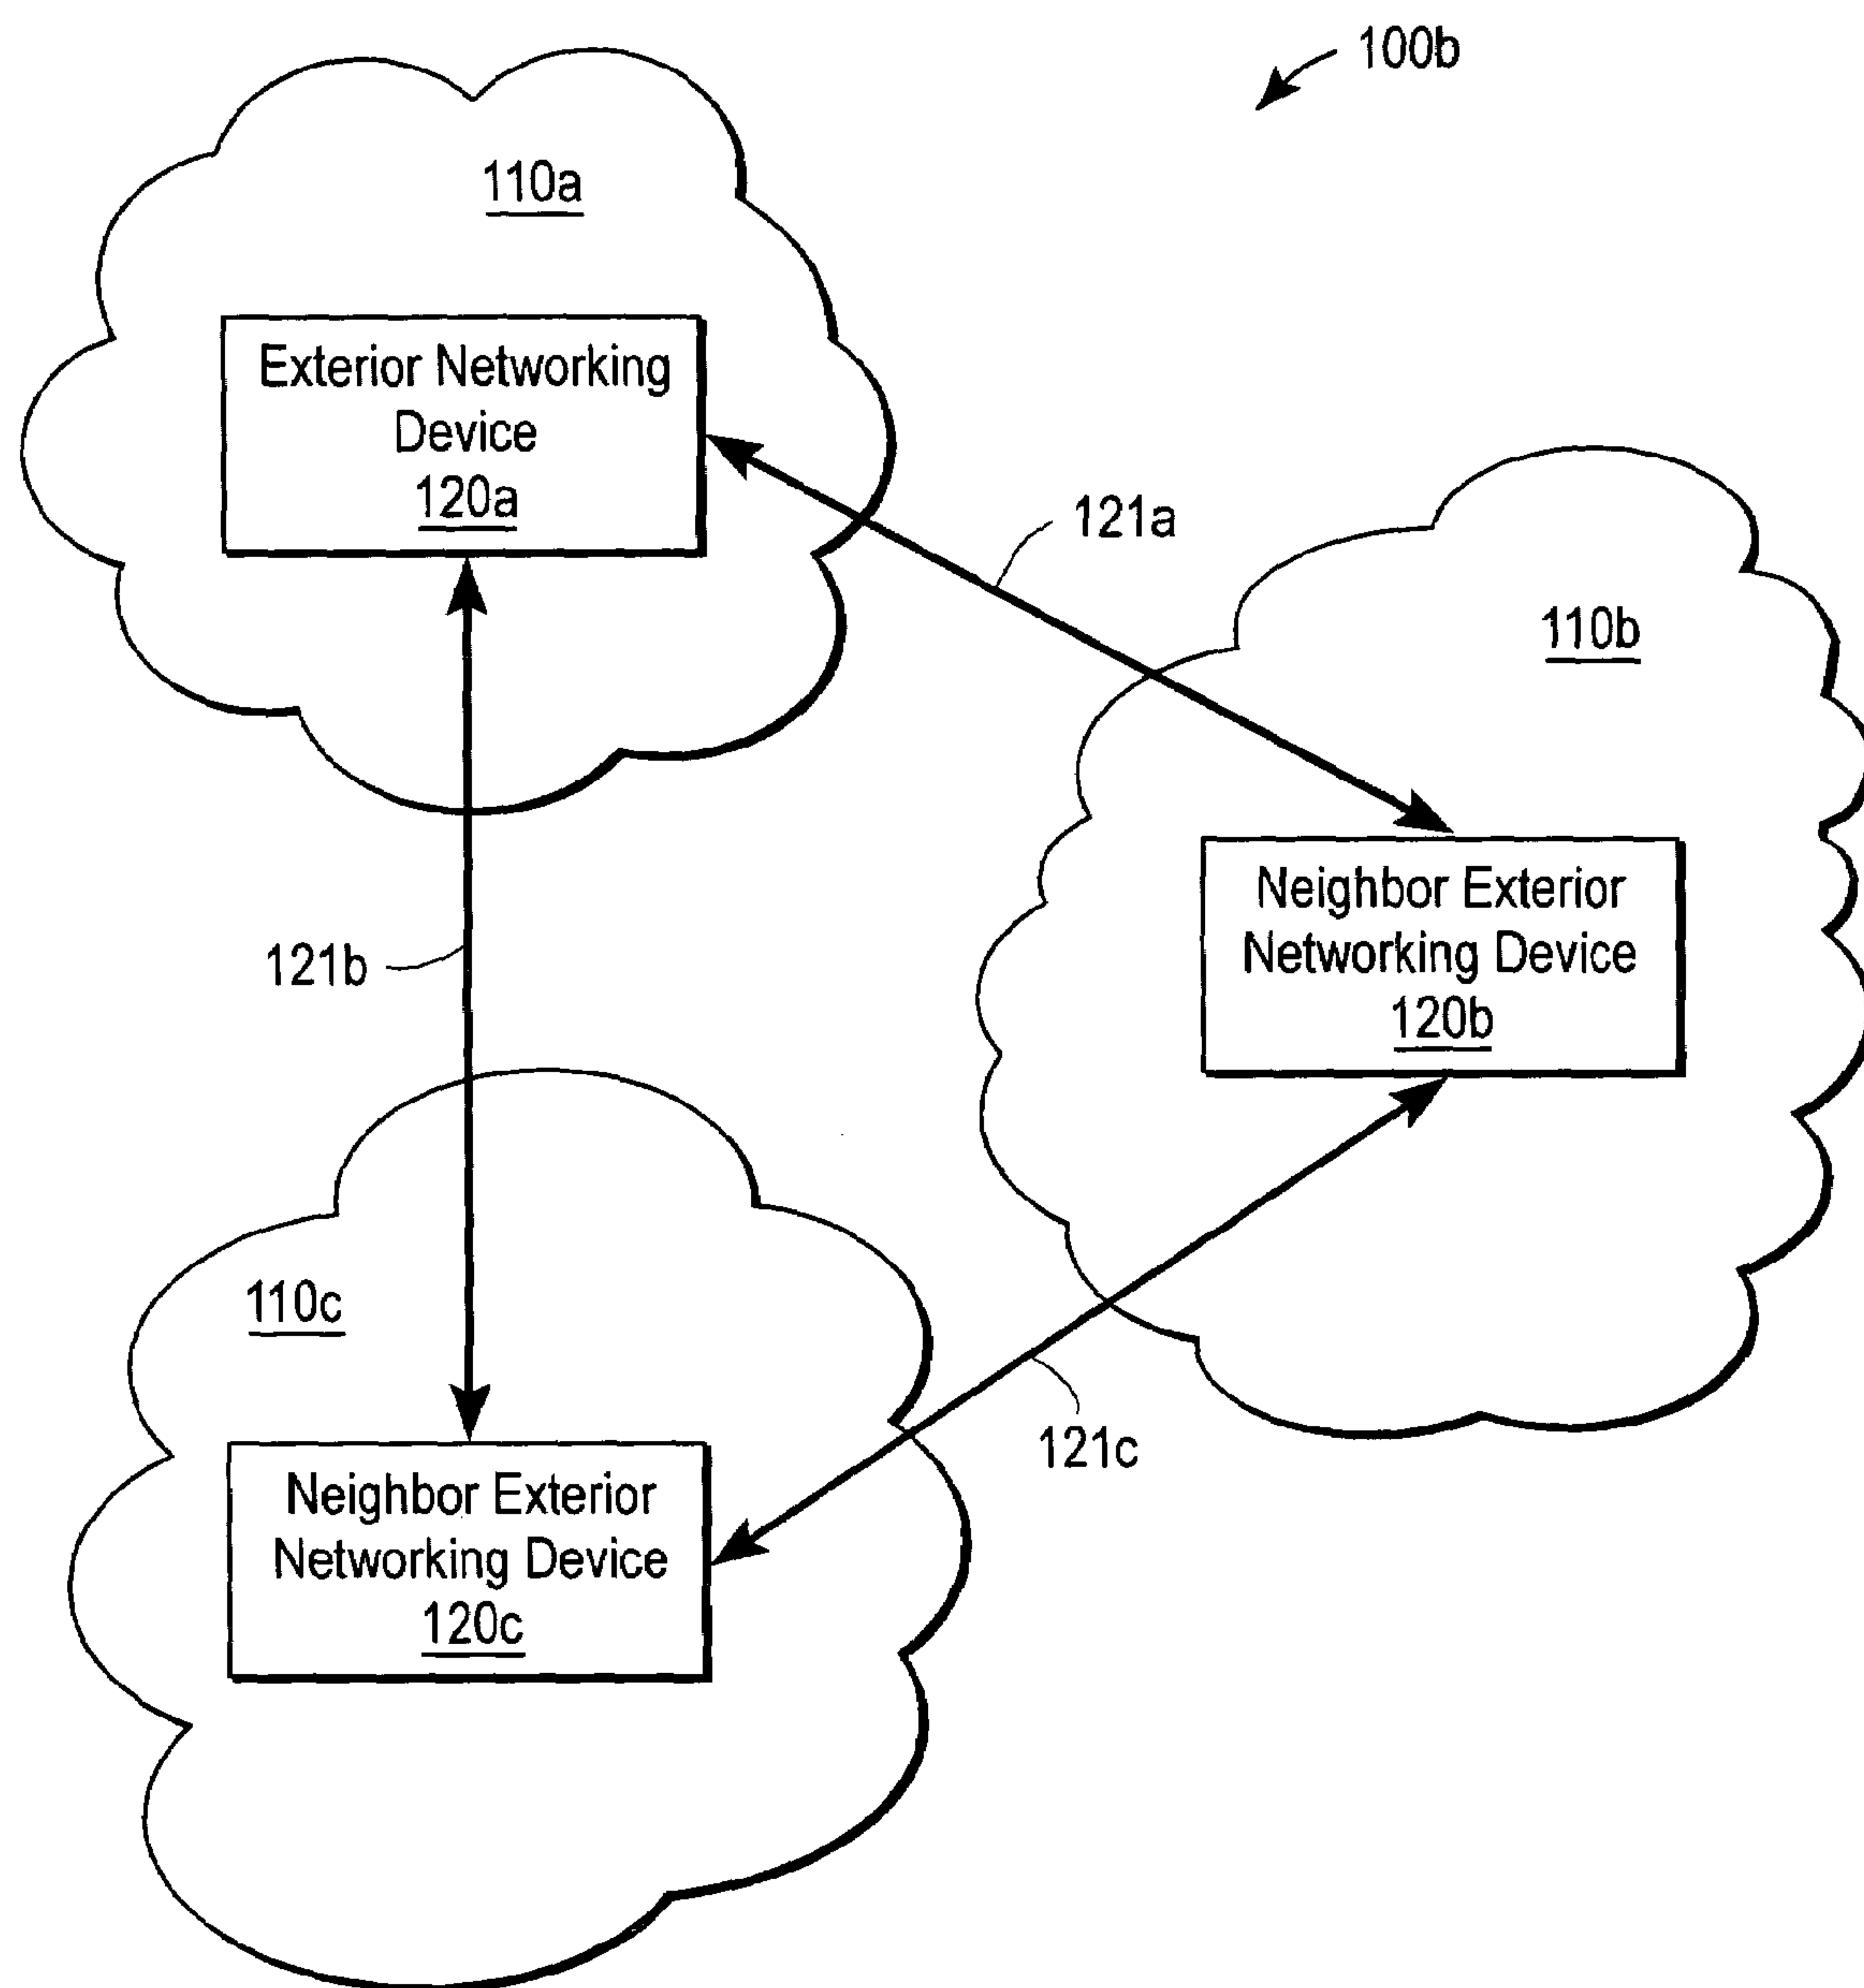 100b
110a
Exterior Networking
Device
120a
121a
110b
Neighbor Exterior
Networking Device
120b
121b
110c
121c
Neighbor Exterior
Networking Device
120c